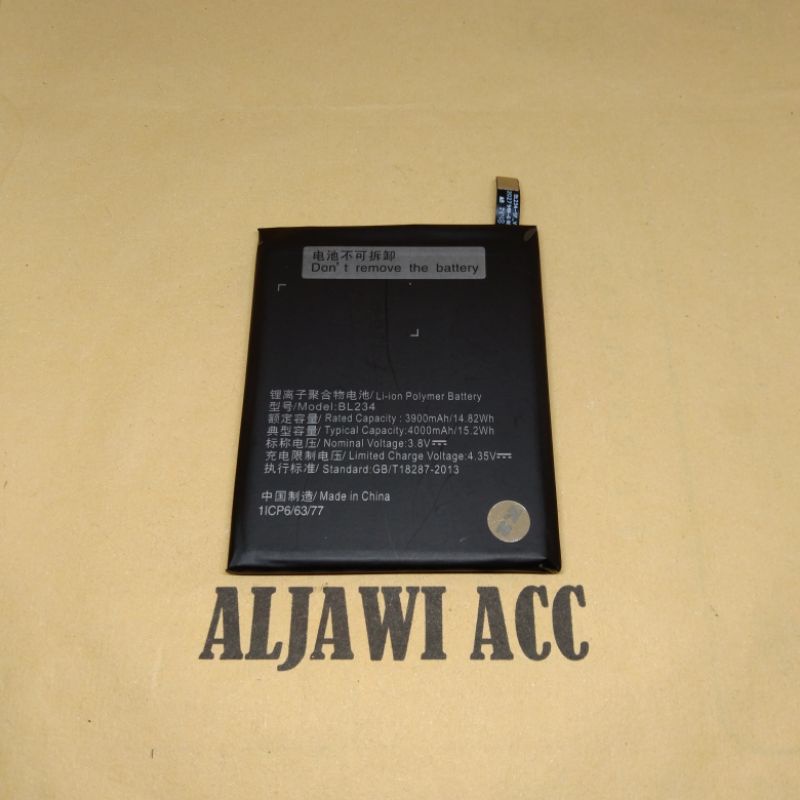 电池不可拆卸
Don't remove the battery
锂离子聚合物电池/Li-ion Polymer Battery
型号/Model:BL234
额定容量/ Rated Capacity : 3900mAh/14.82Wh
典型容量/ Typical Capacity:4000mAh/15.2Wh
标称电压/ Nominal Voltage:3.8V⎓
充电限制电压/ Limited Charge Voltage:4.35V⎓
执行标准/ Standard:GB/T18287-2013
中国制造/ Made in China
1ICP6/63/77
ALJAWI ACC